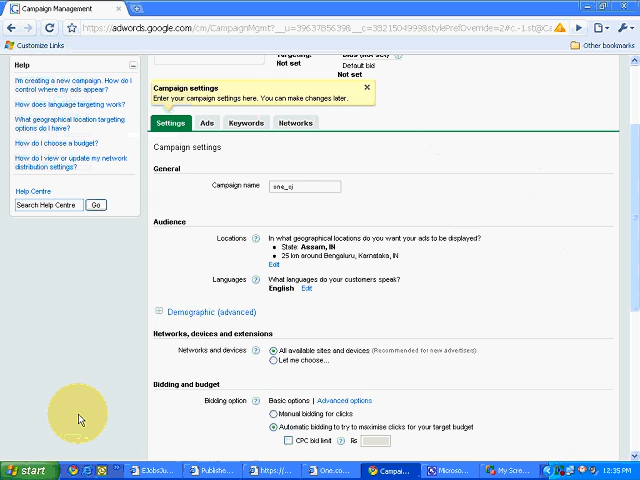 Campaign Management
https://adwords.google.com/cm/CampaignMgmt?
Customize Links
Other bookmarks
Help
I'm creating a new campaign. How do I
control where my ads appear?
How does language targeting work?
What geographical location targeting
options do I have?
How do I choose a budget?
How do I view or update my network
distribution settings?
Help Centre
Search Help Centre
Go
Targeting:
Not set
Bids (Not set)
Default bid
Not set
Campaign settings
Enter your campaign settings here. You can make changes later.
Settings Ads Keywords Networks
Campaign settings
General
Campaign name one_cj
Audience
Locations ? In what geographical locations do you want your ads to be displayed?
• State: Assam, IN
• 25 km around Bengaluru, Karnataka, IN
Edit
Languages ? What languages do your customers speak?
English Edit
Demographic (advanced)
Networks, devices and extensions
Networks and devices ? All available sites and devices (Recommended for new advertisers)
Let me choose...
Bidding and budget
Bidding option ? Basic options | Advanced options
Manual bidding for clicks
Automatic bidding to try to maximise clicks for your target budget
CPC bid limit ? Rs
start
EJobsJu...
Publishe...
https://...
One.co...
Campai...
Microso...
My Scre...
12:35 PM